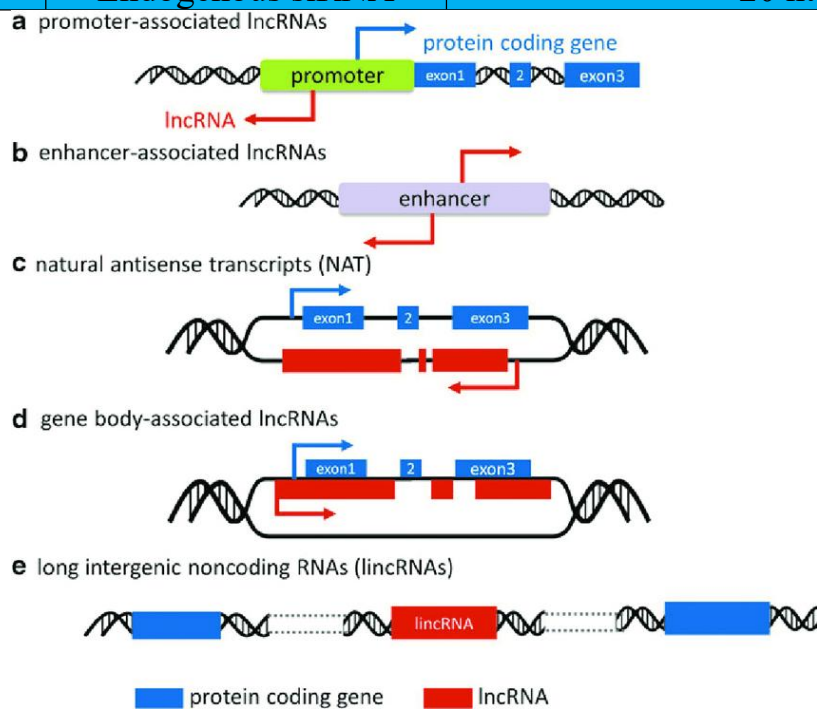 a promoter-associated lncRNAs
protein coding gene
promoter exon1 2 exon3
lncRNA
b enhancer-associated lncRNAs
enhancer
c natural antisense transcripts (NAT)
exon1 2 exon3
d gene body-associated lncRNAs
exon1 2 exon3
e long intergenic noncoding RNAs (lincRNAs)
lincRNA
protein coding gene lncRNA